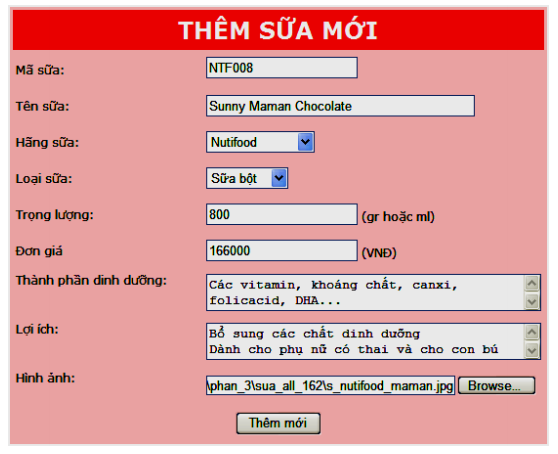 THÊM SỮA MỚI
Mã sữa: NTF008
Tên sữa: Sunny Maman Chocolate
Hãng sữa: Nutifood
Loại sữa: Sữa bột
Trọng lượng: 800 (gr hoặc ml)
Đơn giá 166000 (VNĐ)
Thành phần dinh dưỡng: Các vitamin, khoáng chất, canxi,
folicacid, DHA...
Lợi ích: Bổ sung các chất dinh dưỡng
Dành cho phụ nữ có thai và cho con bú
Hình ảnh: \phan_3\sua_all_162\s_nutifood_maman.jpg Browse...
Thêm mới